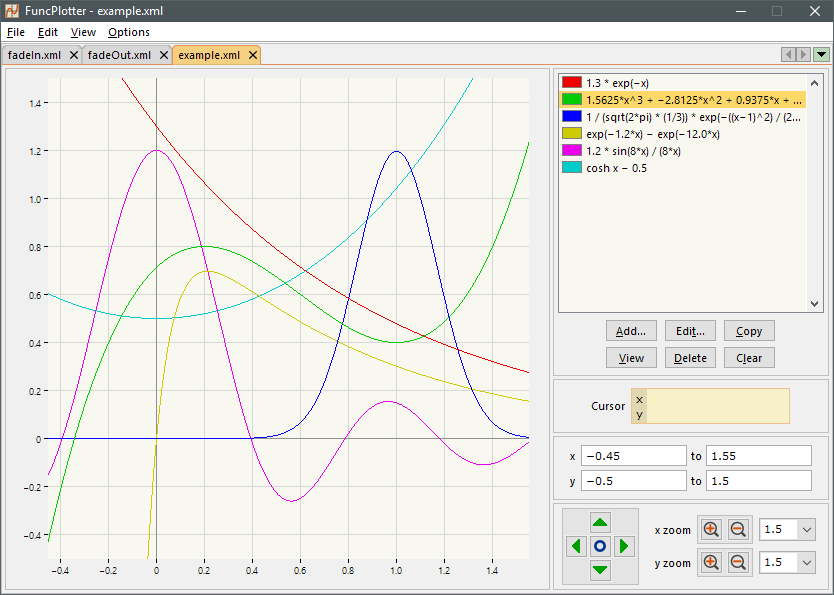 FuncPlotter - example.xml
File Edit View Options
fadeIn.xml fadeOut.xml example.xml
1.4
1.2
1.0
0.8
0.6
0.4
0.2
0
−0.2
−0.4
−0.4 −0.2 0 0.2 0.4 0.6 0.8 1.0 1.2 1.4
1.3 * exp(−x)
1.5625*x^3 + −2.8125*x^2 + 0.9375*x + ...
1 / (sqrt(2*pi) * (1/3)) * exp(−((x−1)^2) / (2...
exp(−1.2*x) − exp(−12.0*x)
1.2 * sin(8*x) / (8*x)
cosh x − 0.5
Add... Edit... Copy
View Delete Clear
Cursor x
y
x −0.45 to 1.55
y −0.5 to 1.5
x zoom 1.5
y zoom 1.5